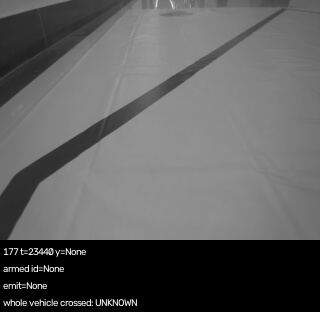 177 t=23440 y=None
armed id=None
emit=None
whole vehicle crossed: UNKNOWN